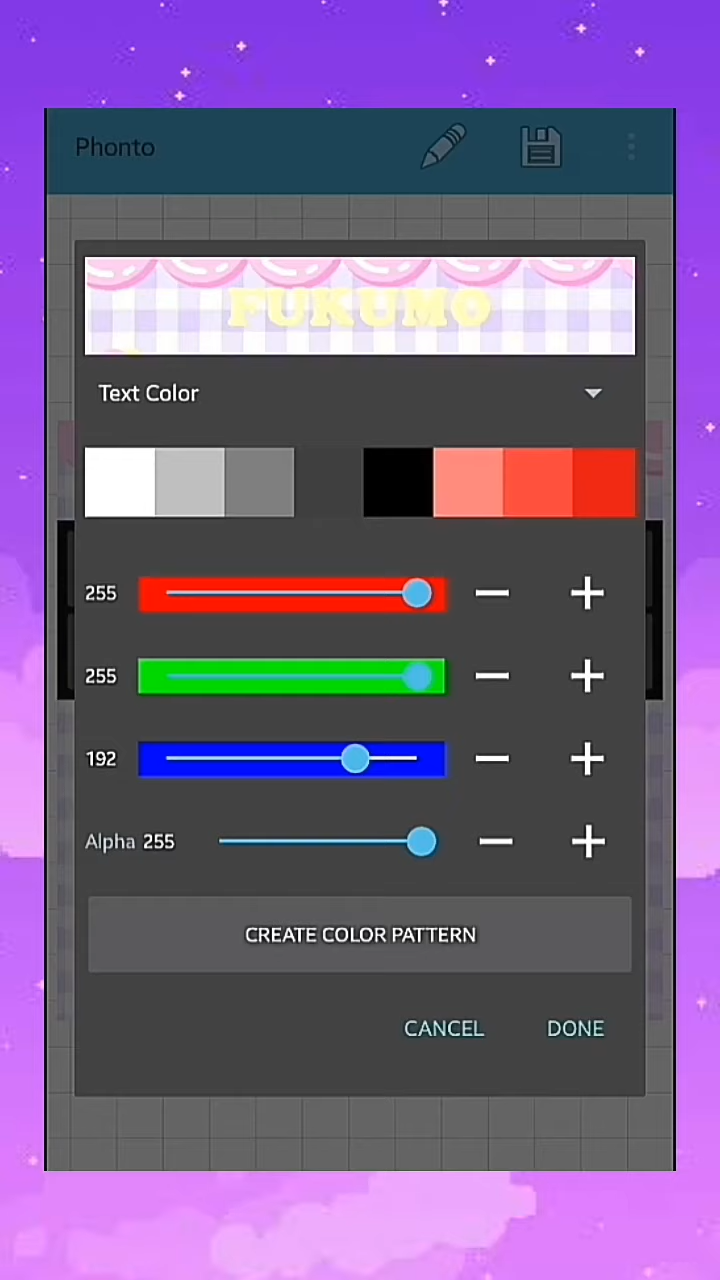 Phonto
FUKUMO
Text Color
255
255
192
Alpha 255
CREATE COLOR PATTERN
CANCEL DONE